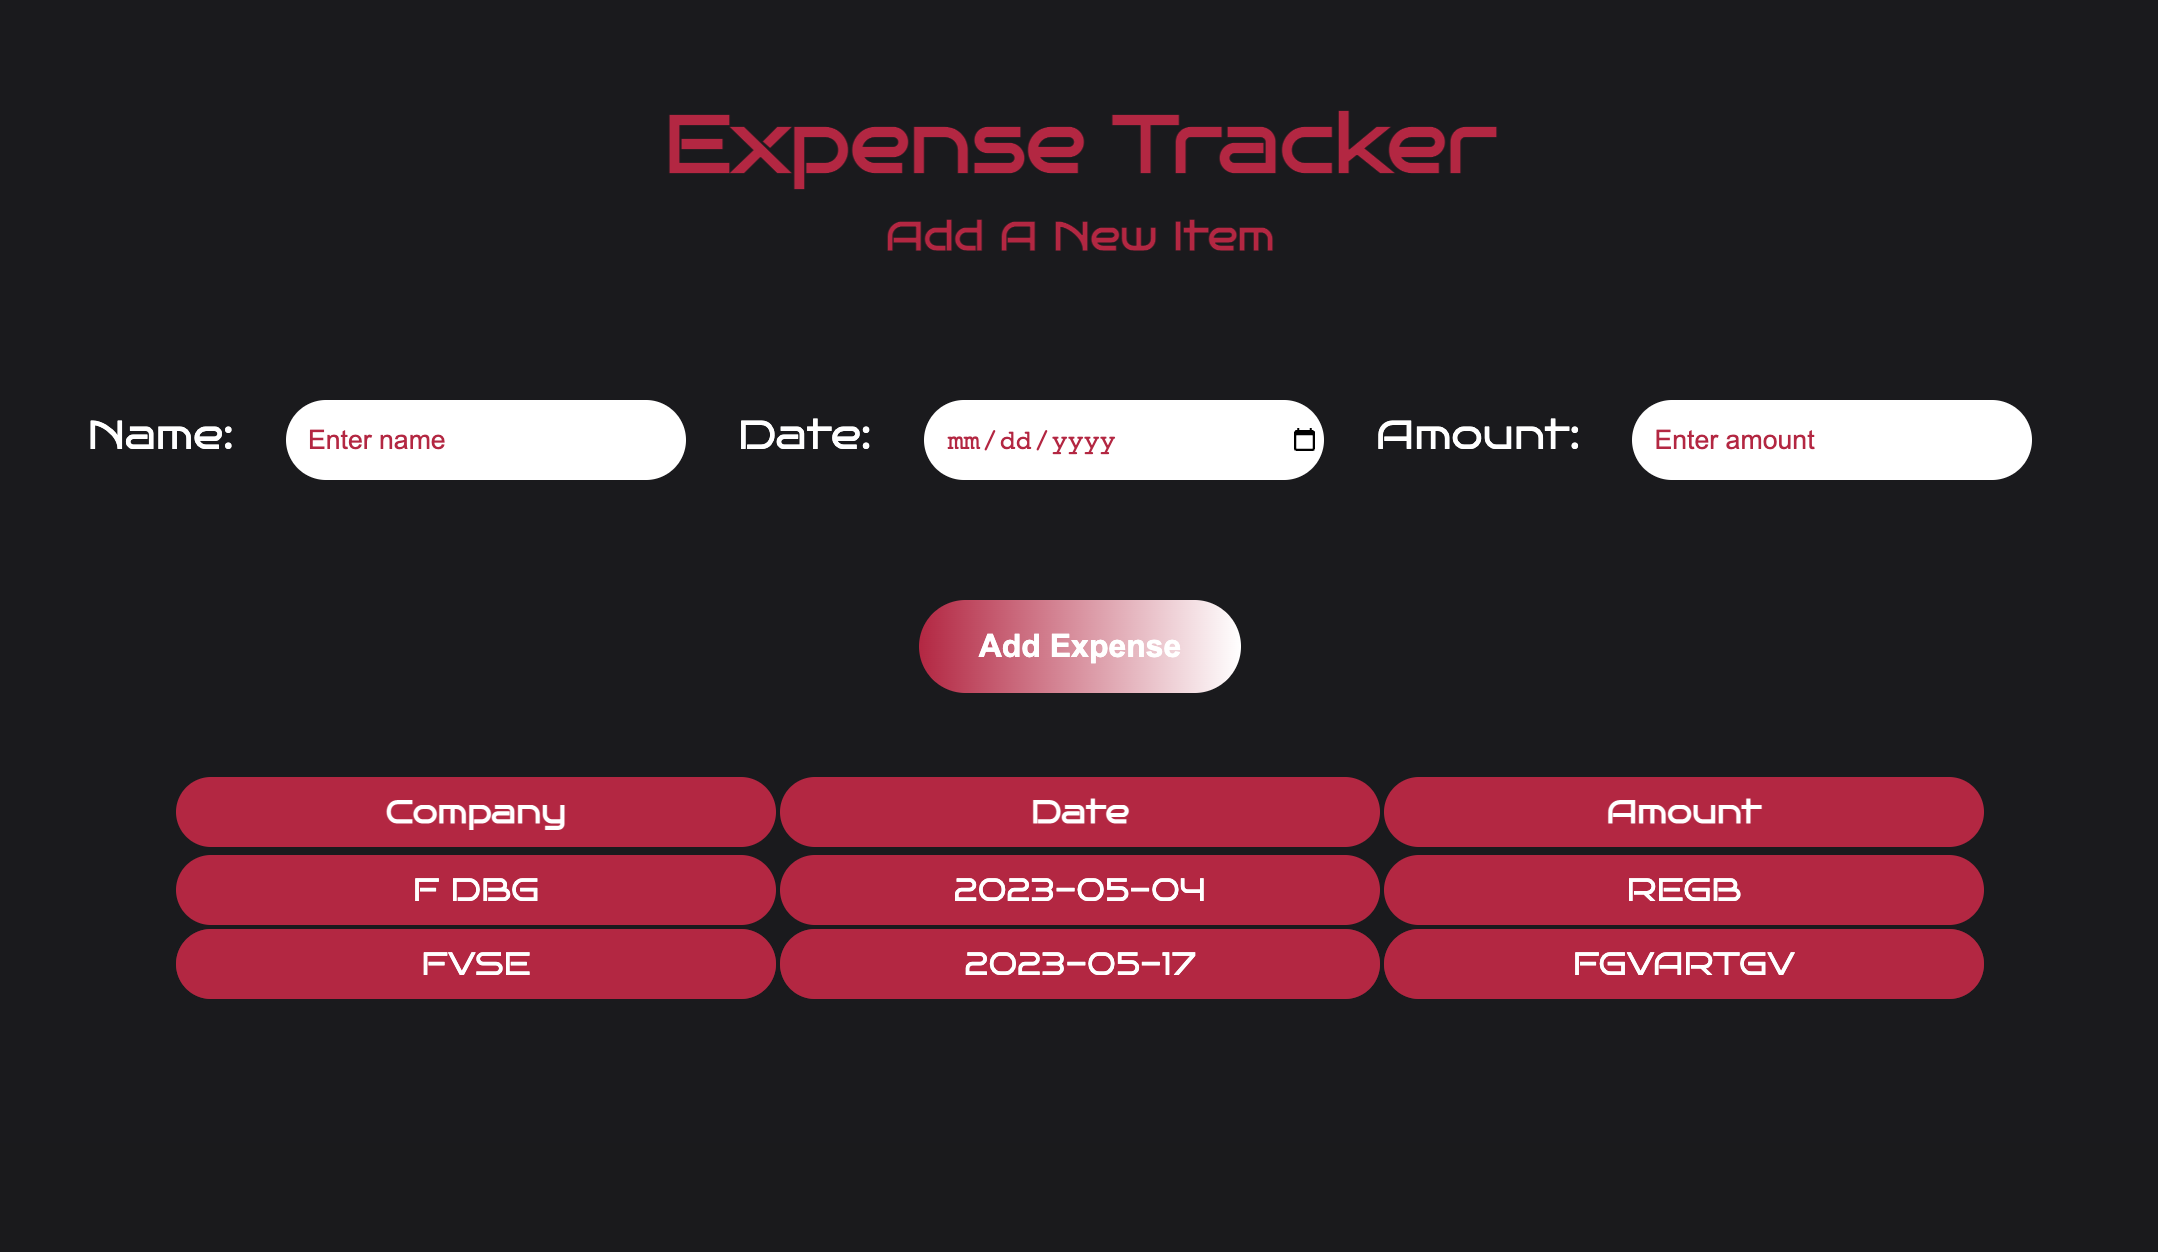 Expense Tracker
Add A New Item
Name: Enter name Date: mm/dd/yyyy Amount: Enter amount
Add Expense
Company Date Amount
F DBG 2023-05-04 REGB
FVSE 2023-05-17 FGVARTGV